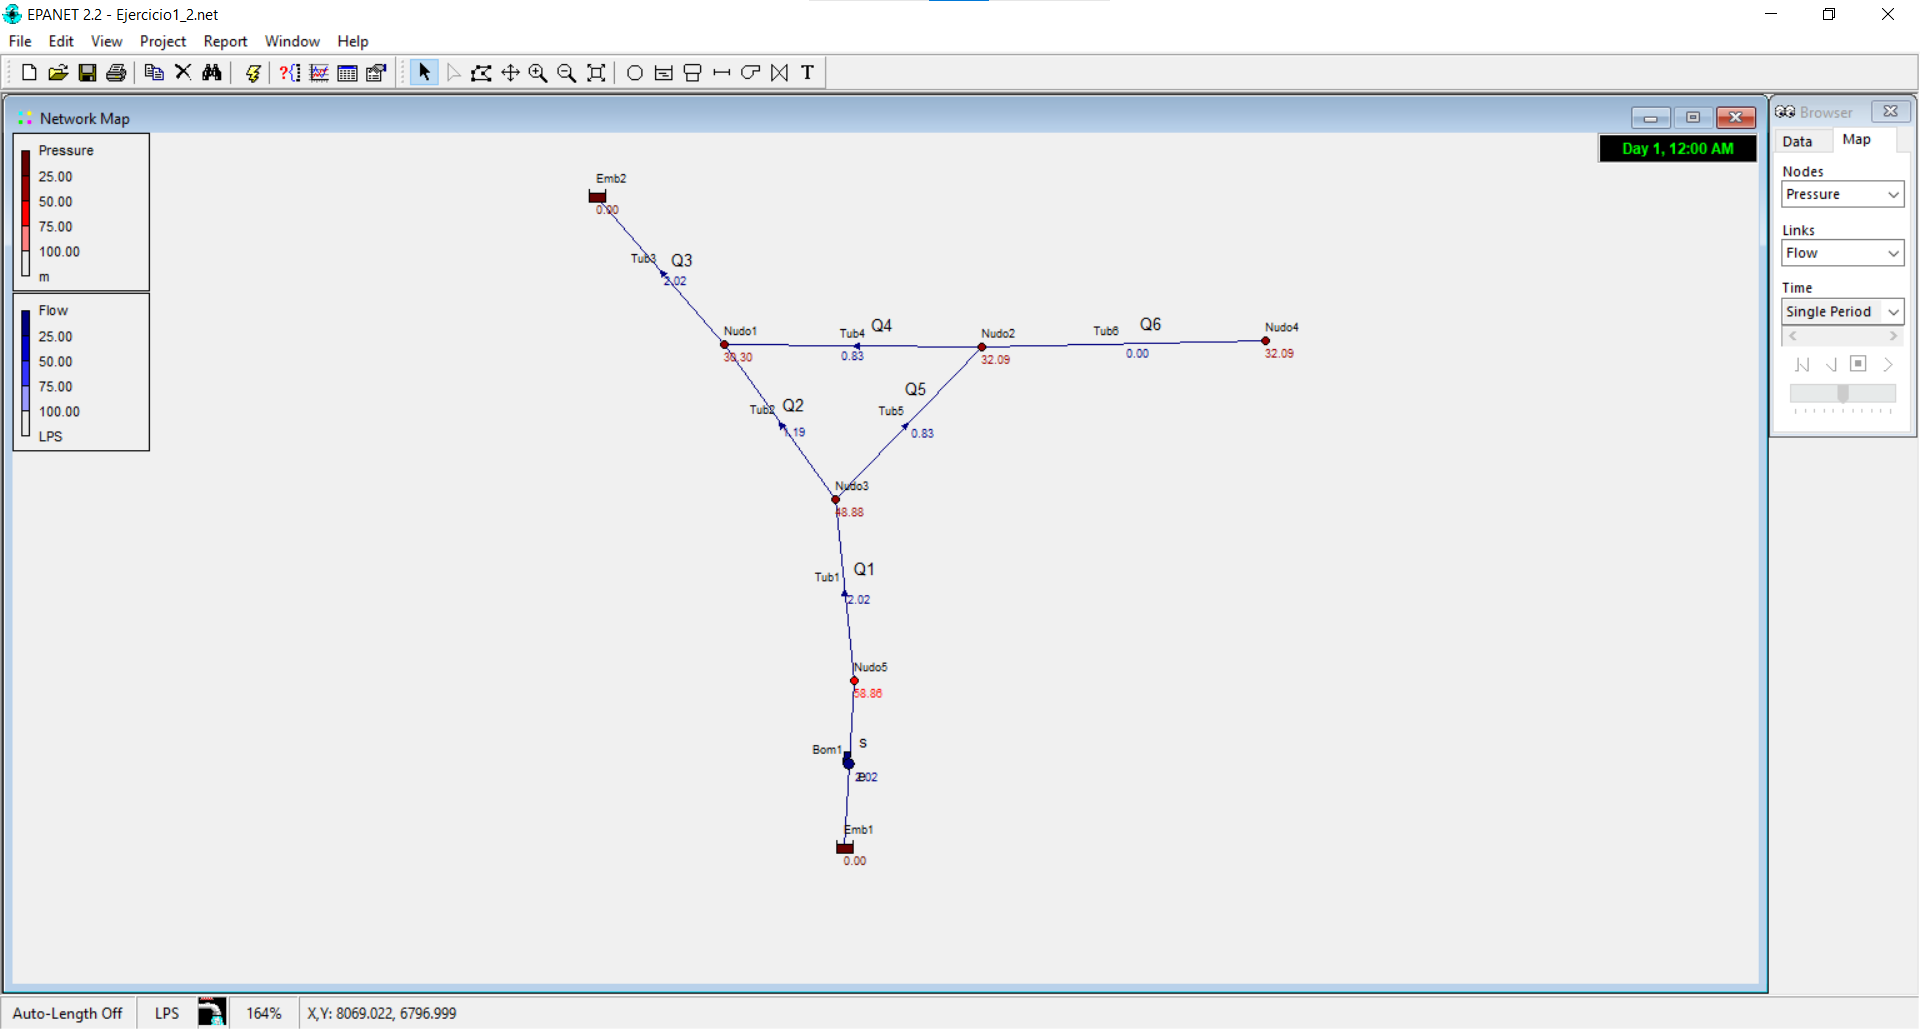 EPANET 2.2 - Ejercicio1_2.net
File Edit View Project Report Window Help
Network Map
Pressure
25.00
50.00
75.00
100.00
m
Flow
25.00
50.00
75.00
100.00
LPS
Day 1, 12:00 AM
Emb2
0.00
Tub3 Q3
2.02
Nudo1
30.30
Tub4 Q4
0.83
Nudo2
32.09
Tub6 Q6
0.00
Nudo4
32.09
Tub2 Q2
1.19
Q5
Tub5
0.83
Nudo3
48.88
Q1
Tub1
2.02
Nudo5
58.86
Bom1 S
2.02
Emb1
0.00
Browser
Data Map
Nodes
Pressure
Links
Flow
Time
Single Period
Auto-Length Off LPS 164% X,Y: 8069.022, 6796.999